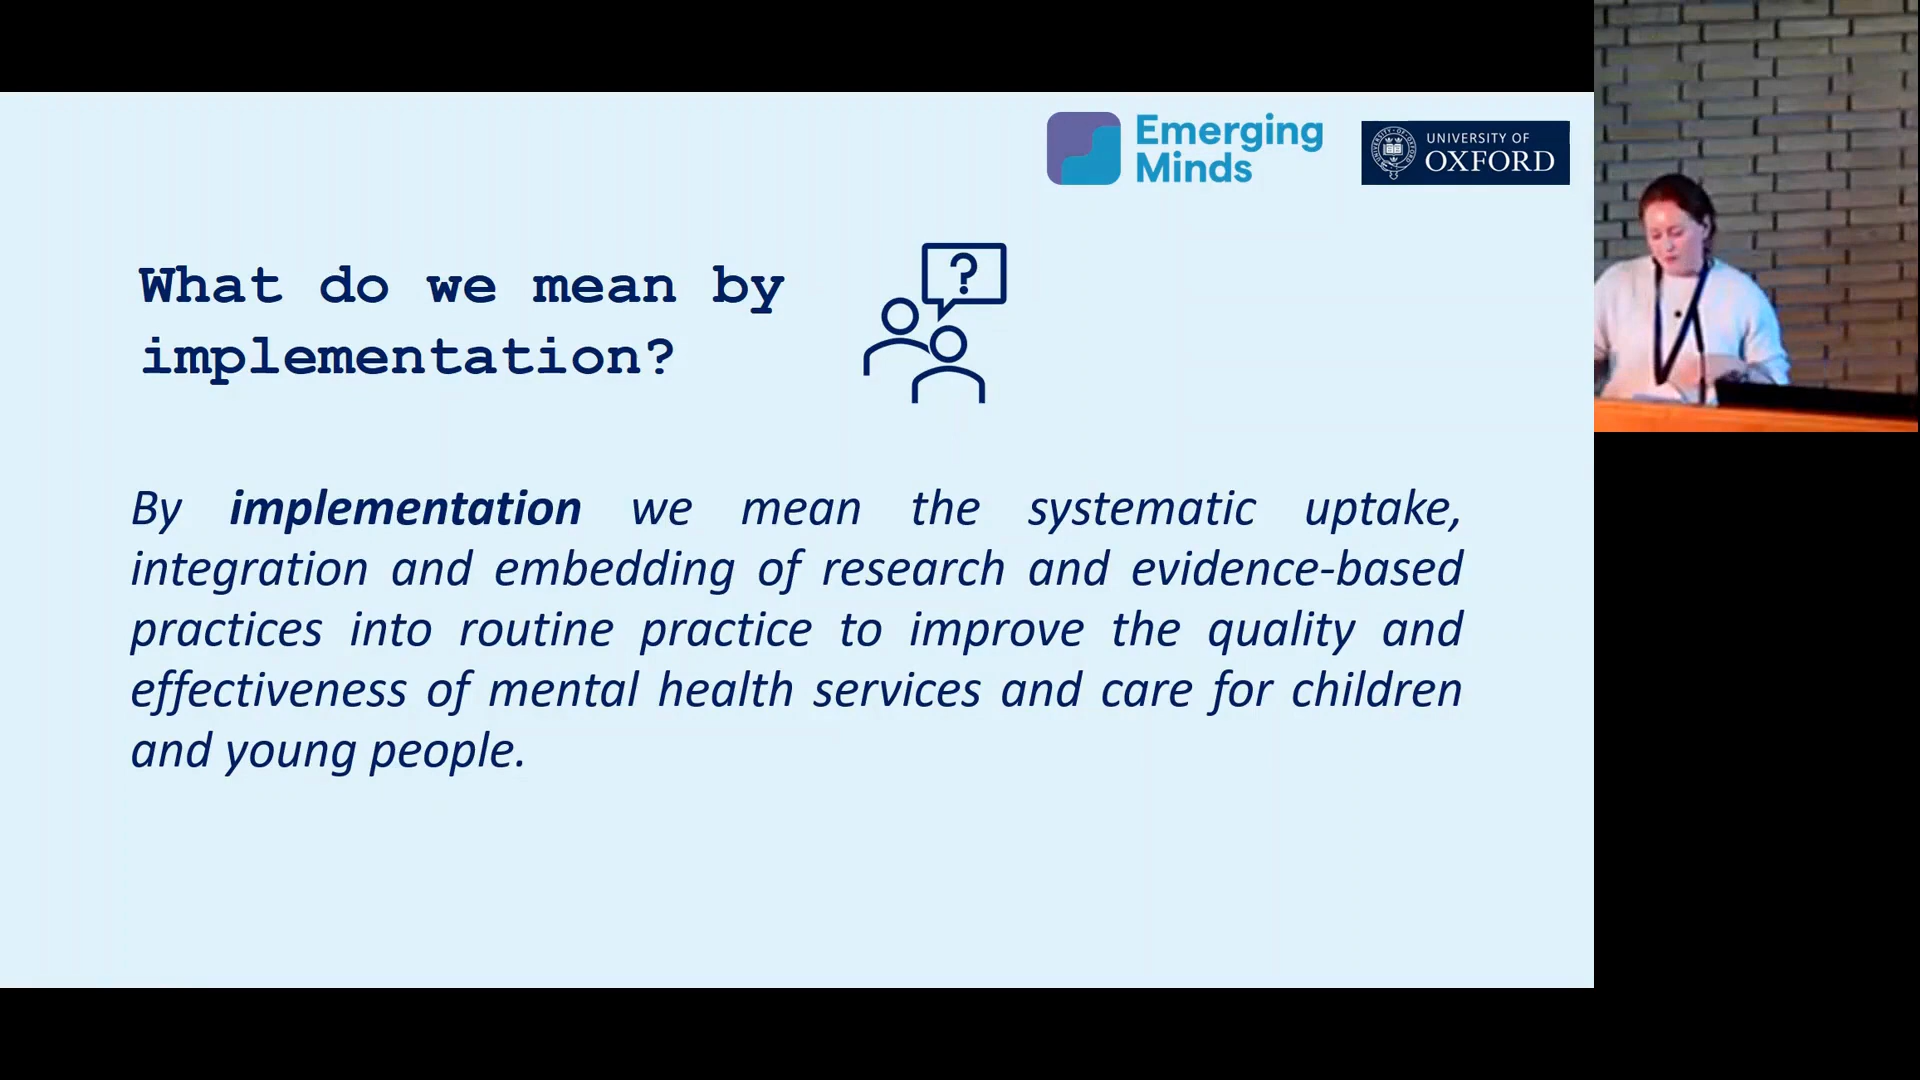 Emerging
Minds
UNIVERSITY OF
OXFORD
What do we mean by
implementation?
?
By implementation we mean the systematic uptake,
integration and embedding of research and evidence-based
practices into routine practice to improve the quality and
effectiveness of mental health services and care for children
and young people.